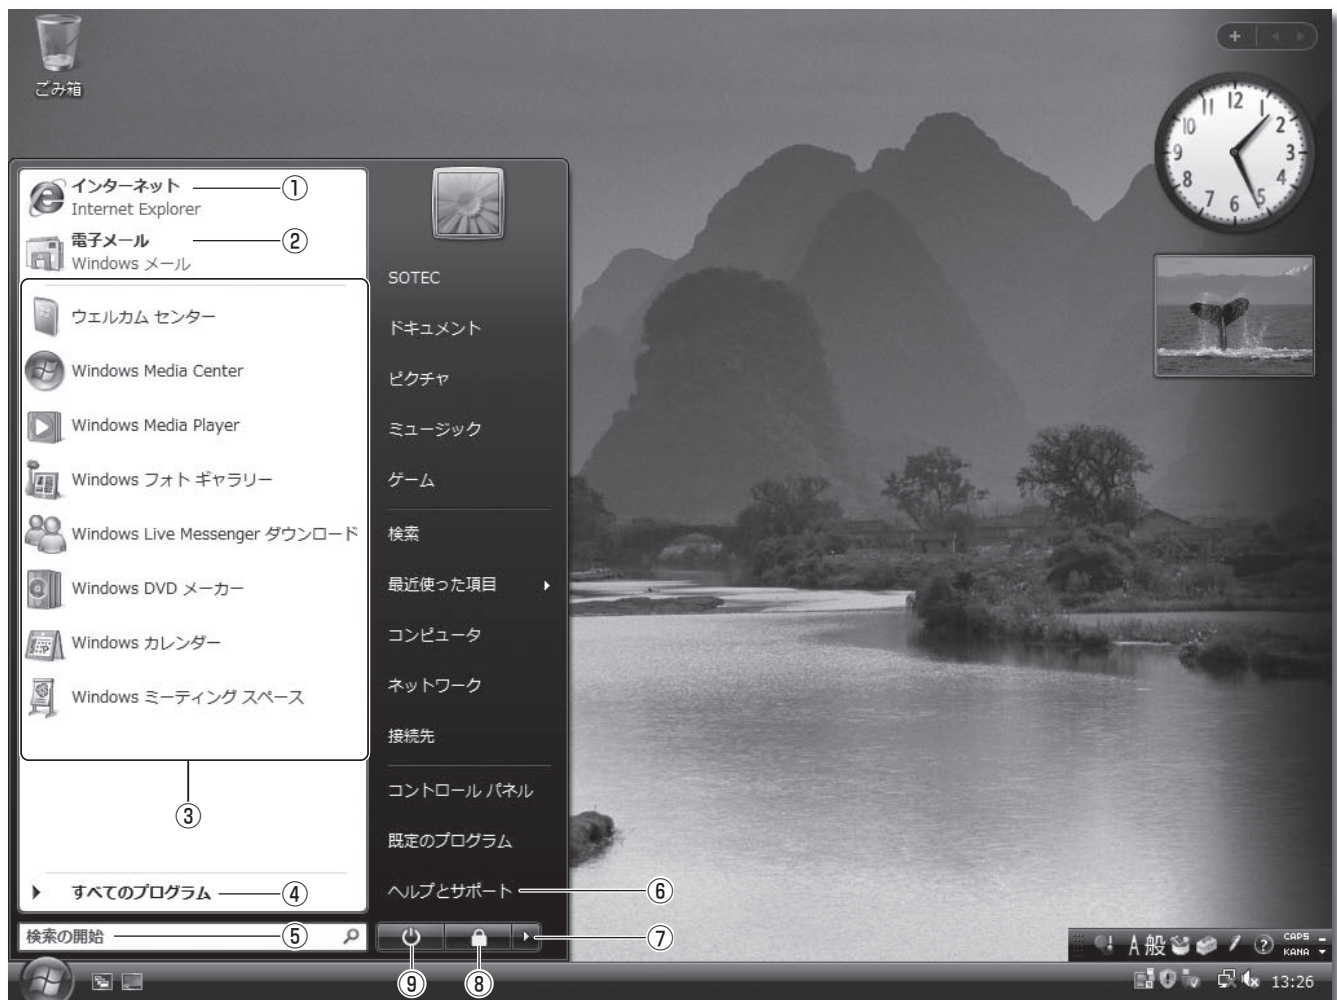 ごみ箱
インターネット ①
Internet Explorer
電子メール ②
Windows メール
ウェルカム センター
Windows Media Center
Windows Media Player
Windows フォト ギャラリー
Windows Live Messenger ダウンロード
Windows DVD メーカー
Windows カレンダー
Windows ミーティング スペース
③
すべてのプログラム ④
検索の開始 ⑤
SOTEC
ドキュメント
ピクチャ
ミュージック
ゲーム
検索
最近使った項目
コンピュータ
ネットワーク
接続先
コントロール パネル
既定のプログラム
ヘルプとサポート ⑥
⑦
⑨ ⑧
11 12 1
10 2
9 3
8 4
7 6 5
A 般 ? CAPS
KANA
13:26